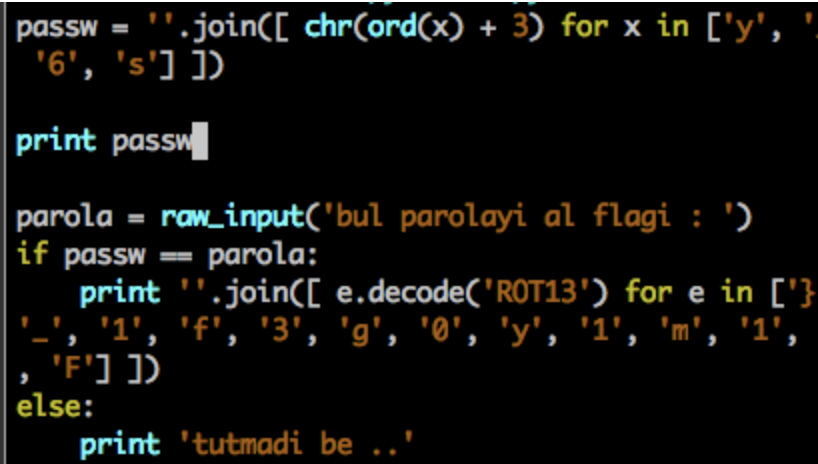 passw = ''.join([ chr(ord(x) + 3) for x in ['y', '
 '6', 's'] ])
print passw
parola = raw_input('bul parolayi al flagi : ')
if passw == parola:
    print ''.join([ e.decode('ROT13') for e in ['}
'_', '1', 'f', '3', 'g', '0', 'y', '1', 'm', '1',
, 'F'] ])
else:
    print 'tutmadi be ..'